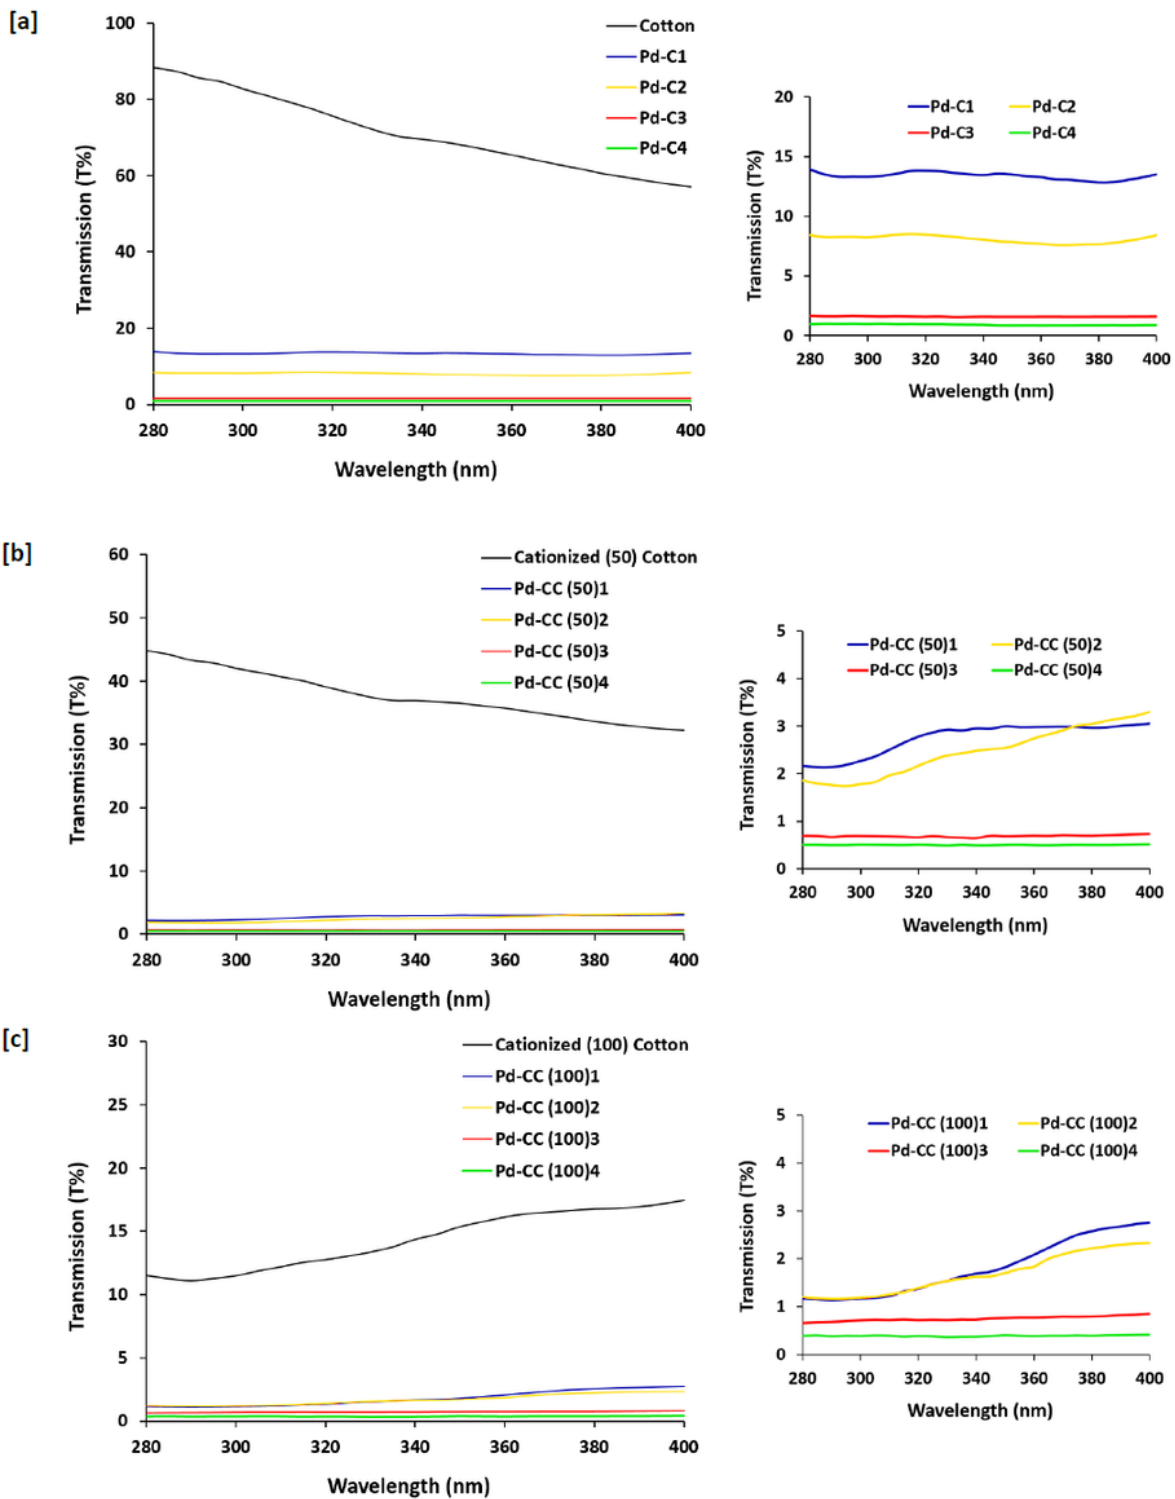 [a]
100
80
60
40
20
0
Transmission (T%)
280 300 320 340 360 380 400
Wavelength (nm)
Cotton
Pd-C1
Pd-C2
Pd-C3
Pd-C4
20
15
10
5
0
Transmission (T%)
Pd-C1 Pd-C2
Pd-C3 Pd-C4
280 300 320 340 360 380 400
Wavelength (nm)
[b]
60
50
40
30
20
10
0
Transmission (T%)
280 300 320 340 360 380 400
Wavelength (nm)
Cationized (50) Cotton
Pd-CC (50)1
Pd-CC (50)2
Pd-CC (50)3
Pd-CC (50)4
5
4
3
2
1
0
Transmission (T%)
Pd-CC (50)1 Pd-CC (50)2
Pd-CC (50)3 Pd-CC (50)4
280 300 320 340 360 380 400
Wavelength (nm)
[c]
30
25
20
15
10
5
0
Transmission (T%)
280 300 320 340 360 380 400
Wavelength (nm)
Cationized (100) Cotton
Pd-CC (100)1
Pd-CC (100)2
Pd-CC (100)3
Pd-CC (100)4
5
4
3
2
1
0
Transmission (T%)
Pd-CC (100)1 Pd-CC (100)2
Pd-CC (100)3 Pd-CC (100)4
280 300 320 340 360 380 400
Wavelength (nm)